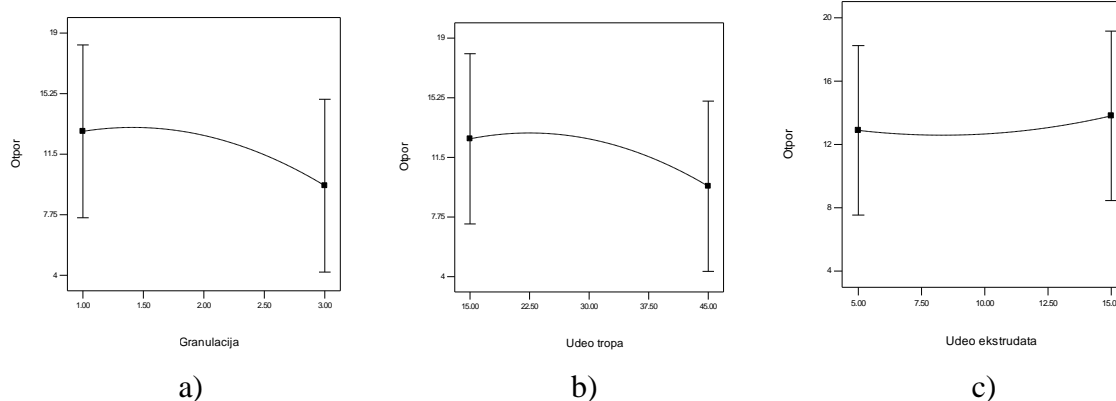 19
15.25
11.5
7.75
4
Otpor
1.00 1.50 2.00 2.50 3.00
Granulacija
a)
19
15.25
11.5
7.75
4
Otpor
15.00 22.50 30.00 37.50 45.00
Udeo tropa
b)
20
16
12
8
4
Otpor
5.00 7.50 10.00 12.50 15.0
Udeo ekstrudata
c)